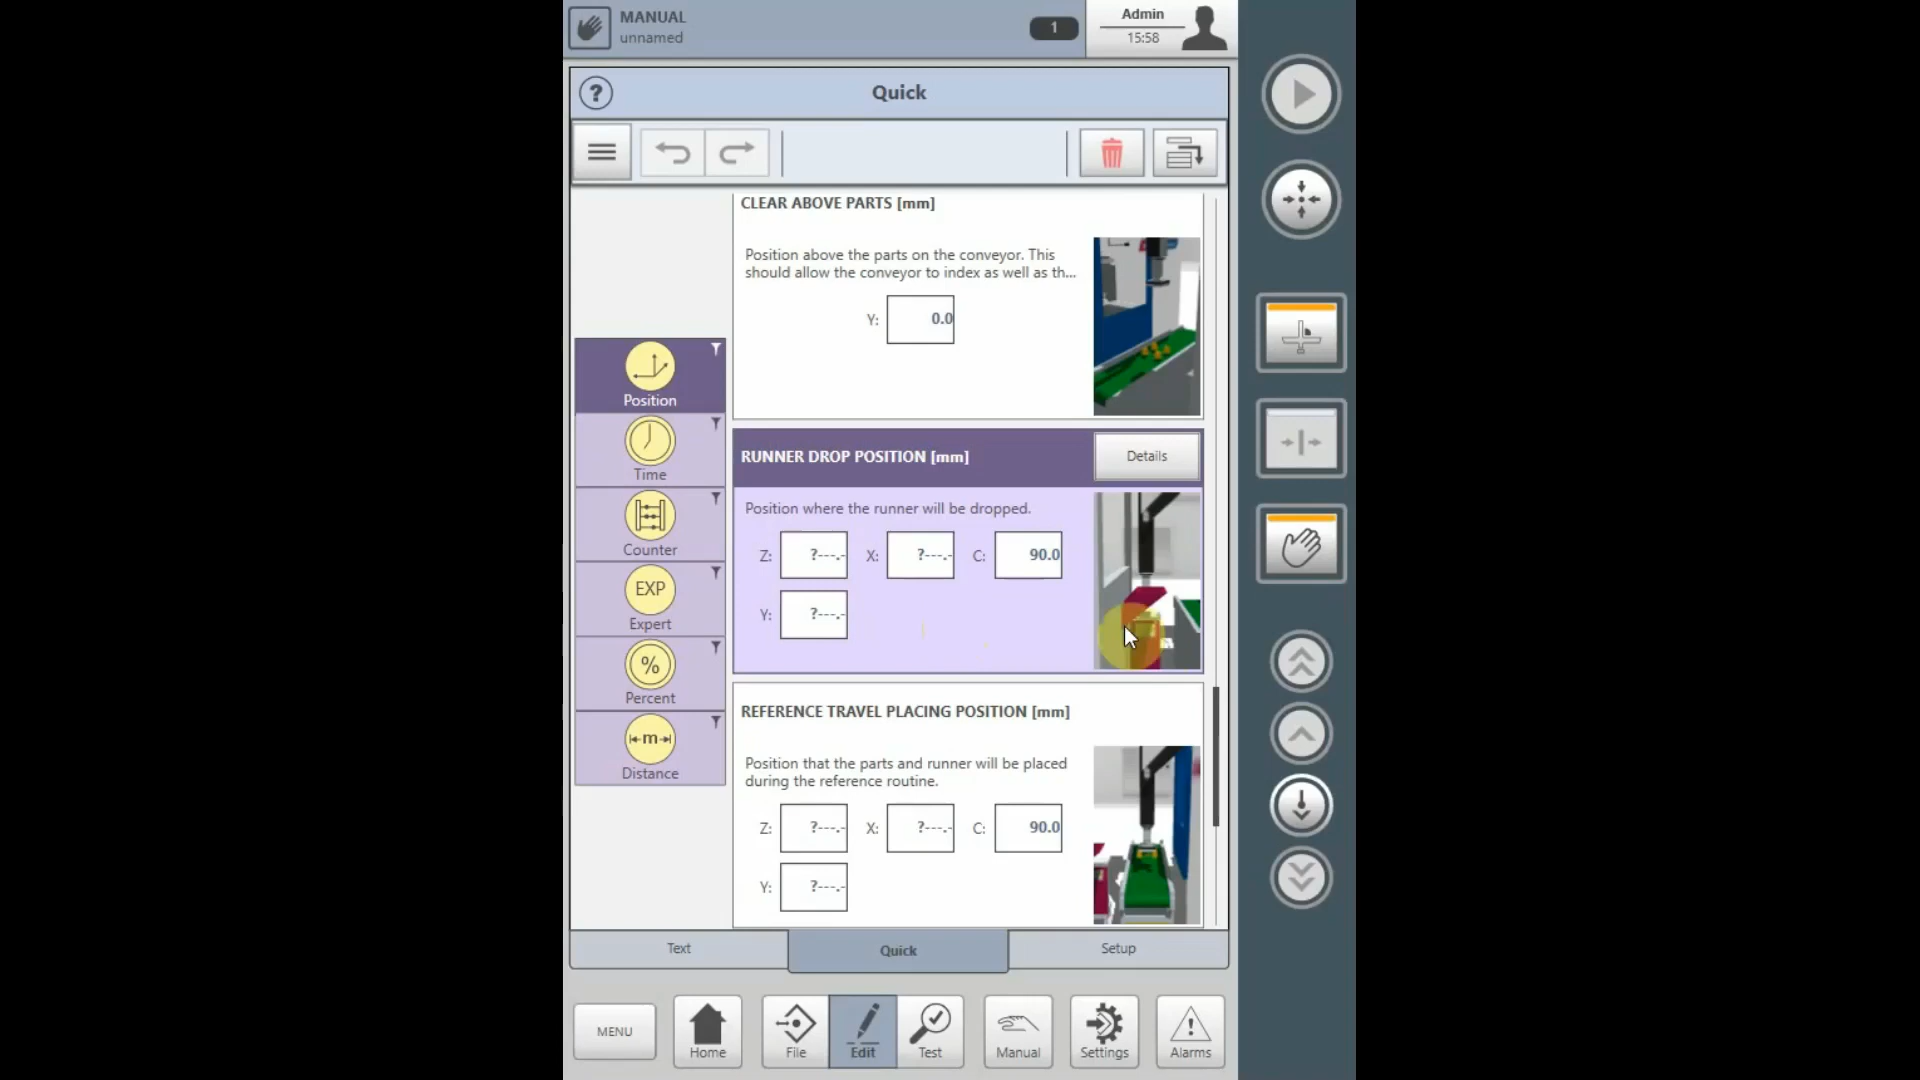 MANUAL
unnamed
1
Admin
15:58
?
Quick
CLEAR ABOVE PARTS [mm]
Position above the parts on the conveyor. This
should allow the conveyor to index as well as th...
Y: 0.0
Position
Time
Counter
EXP
Expert
%
Percent
m
Distance
RUNNER DROP POSITION [mm]
Details
Position where the runner will be dropped.
Z: ?---.- X: ?---.- C: 90.0
Y: ?---.-
REFERENCE TRAVEL PLACING POSITION [mm]
Position that the parts and runner will be placed
during the reference routine.
Z: ?---.- X: ?---.- C: 90.0
Y: ?---.-
Text
Quick
Setup
MENU
Home
File
Edit
Test
Manual
Settings
Alarms